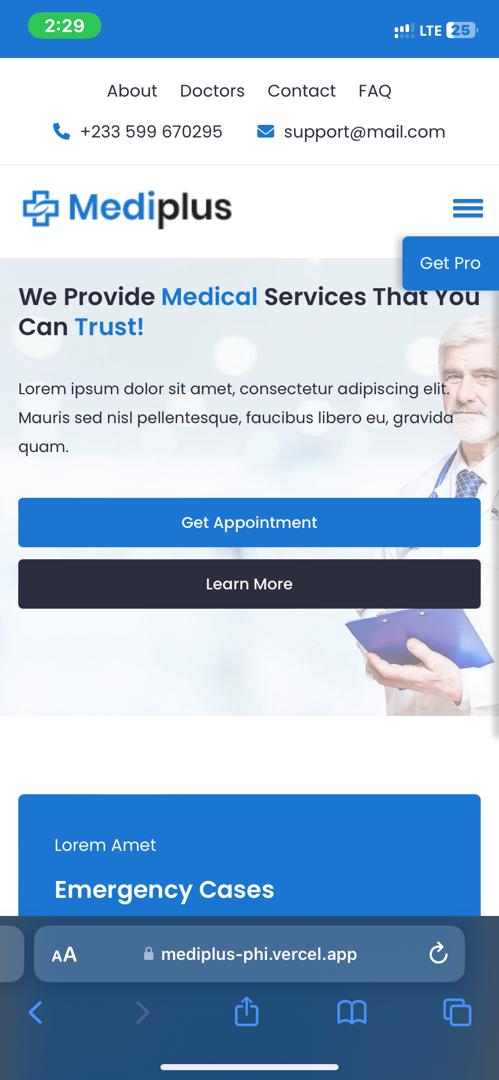 2:29
LTE 25
About Doctors Contact FAQ
+233 599 670295 support@mail.com
Mediplus
Get Pro
We Provide Medical Services That You
Can Trust!
Lorem ipsum dolor sit amet, consectetur adipiscing elit.
Mauris sed nisl pellentesque, faucibus libero eu, gravida
quam.
Get Appointment
Learn More
Lorem Amet
Emergency Cases
AA mediplus-phi.vercel.app